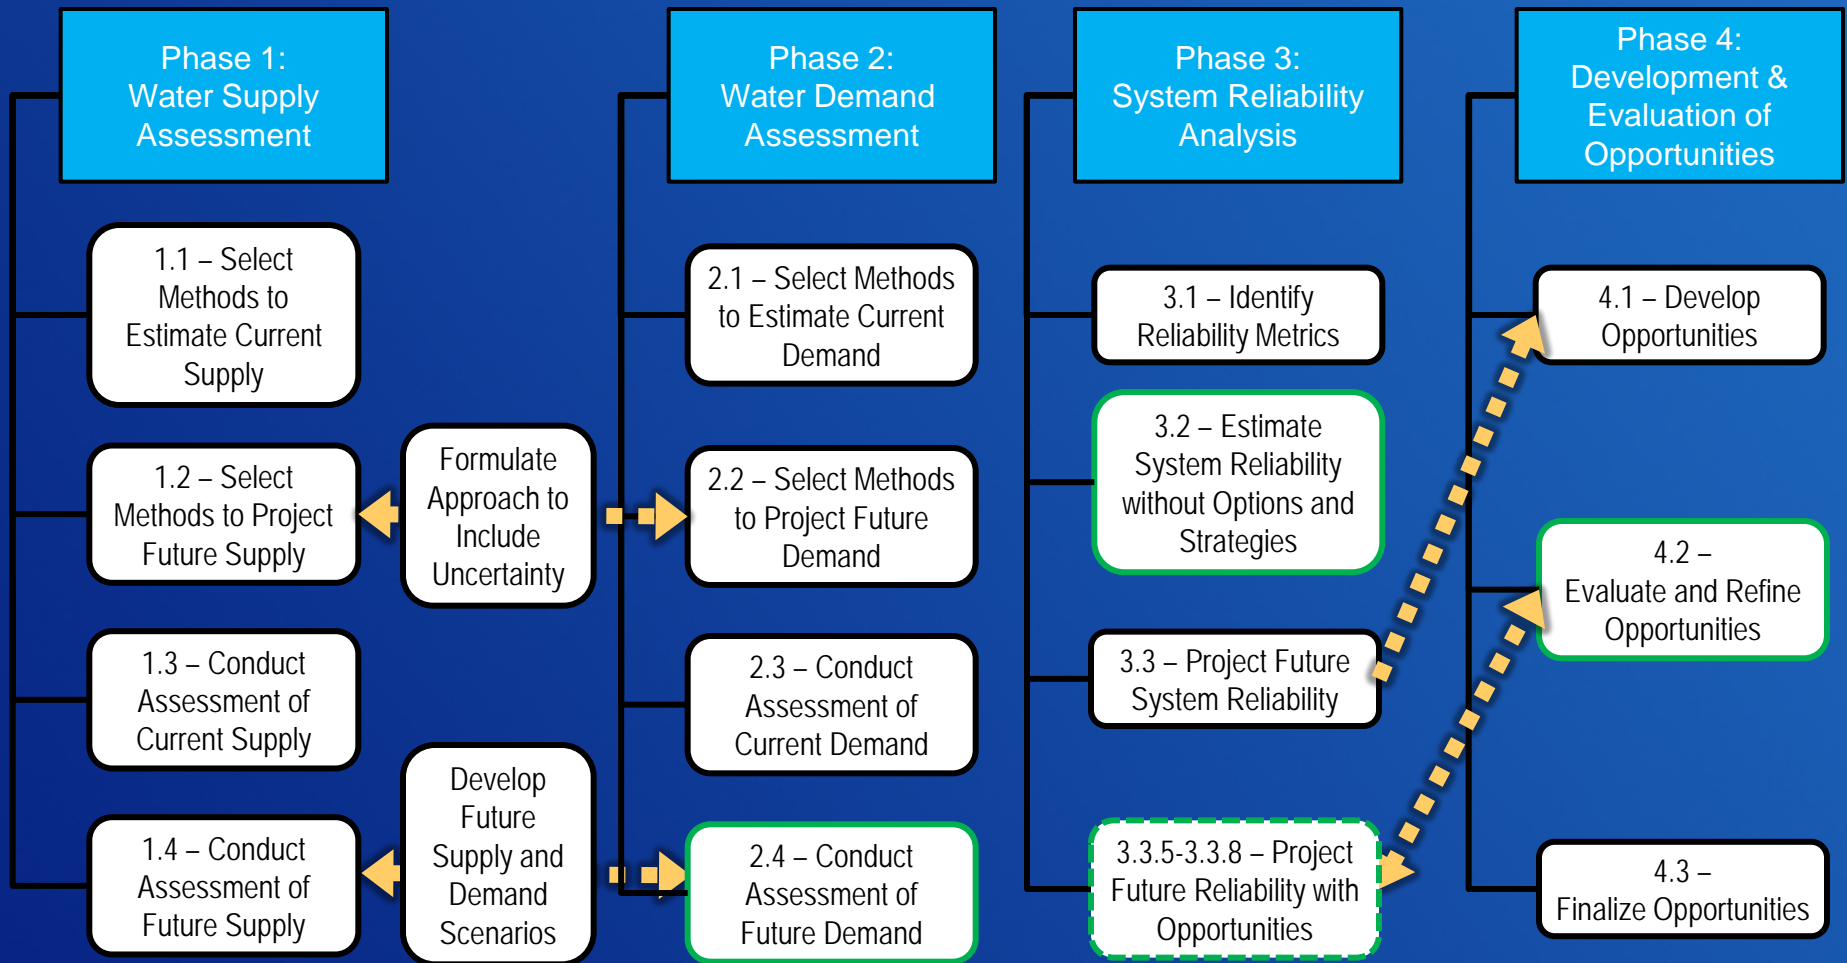 Phase 1:
Water Supply
Assessment
1.1 – Select
Methods to
Estimate Current
Supply
1.2 – Select
Methods to Project
Future Supply
1.3 – Conduct
Assessment of
Current Supply
1.4 – Conduct
Assessment of
Future Supply
Formulate
Approach to
Include
Uncertainty
Develop
Future
Supply and
Demand
Scenarios
Phase 2:
Water Demand
Assessment
2.1 – Select Methods
to Estimate Current
Demand
2.2 – Select Methods
to Project Future
Demand
2.3 – Conduct
Assessment of
Current Demand
2.4 – Conduct
Assessment of
Future Demand
Phase 3:
System Reliability
Analysis
3.1 – Identify
Reliability Metrics
3.2 – Estimate
System Reliability
without Options and
Strategies
3.3 – Project Future
System Reliability
3.3.5-3.3.8 – Project
Future Reliability with
Opportunities
Phase 4:
Development &
Evaluation of
Opportunities
4.1 – Develop
Opportunities
4.2 –
Evaluate and Refine
Opportunities
4.3 –
Finalize Opportunities